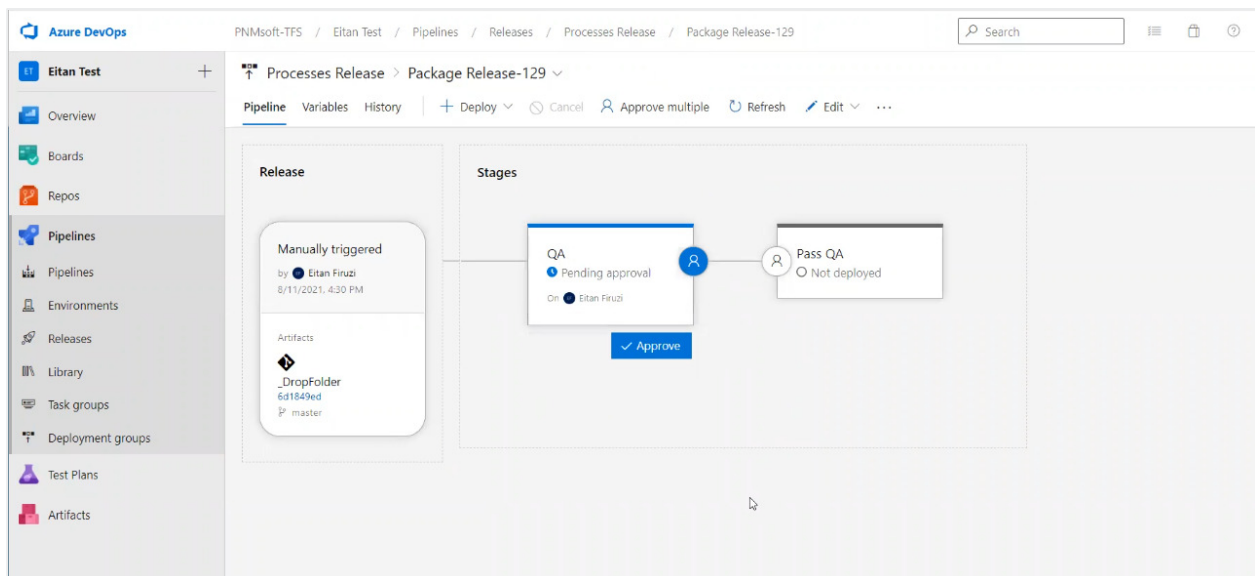 Azure DevOps
PNMsoft-TFS / Eitan Test / Pipelines / Releases / Processes Release / Package Release-129
Search
ET Eitan Test
Processes Release > Package Release-129
Pipeline Variables History + Deploy Cancel Approve multiple Refresh Edit ...
Overview
Boards
Repos
Pipelines
Pipelines
Environments
Releases
Library
Task groups
Deployment groups
Test Plans
Artifacts
Release
Manually triggered
by Eitan Firuzi
8/11/2021, 4:30 PM
Artifacts
_DropFolder
6d1849ed
master
Stages
QA
Pending approval
On Eitan Firuzi
Approve
Pass QA
Not deployed